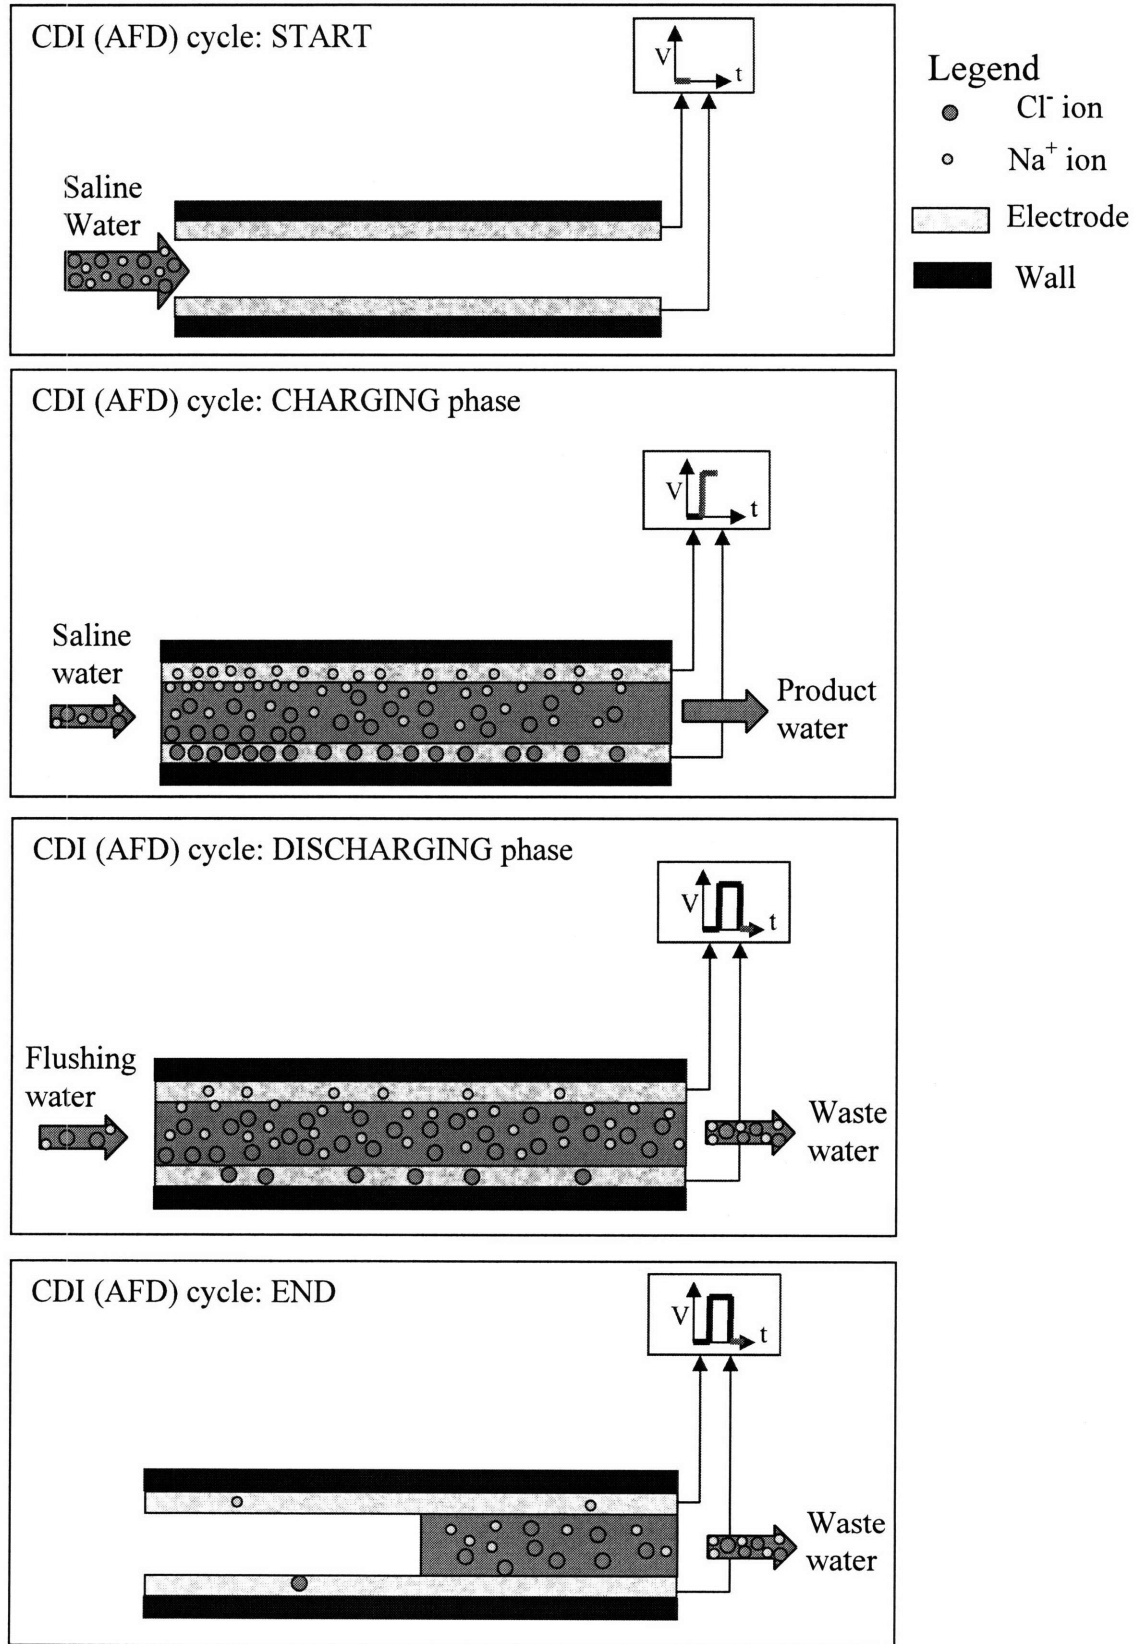 CDI (AFD) cycle: START
V
t
Legend
Cl⁻ ion
Na⁺ ion
Electrode
Wall
Saline
Water
CDI (AFD) cycle: CHARGING phase
V
t
Saline
water
Product
water
CDI (AFD) cycle: DISCHARGING phase
V
t
Flushing
water
Waste
water
CDI (AFD) cycle: END
V
t
Waste
water